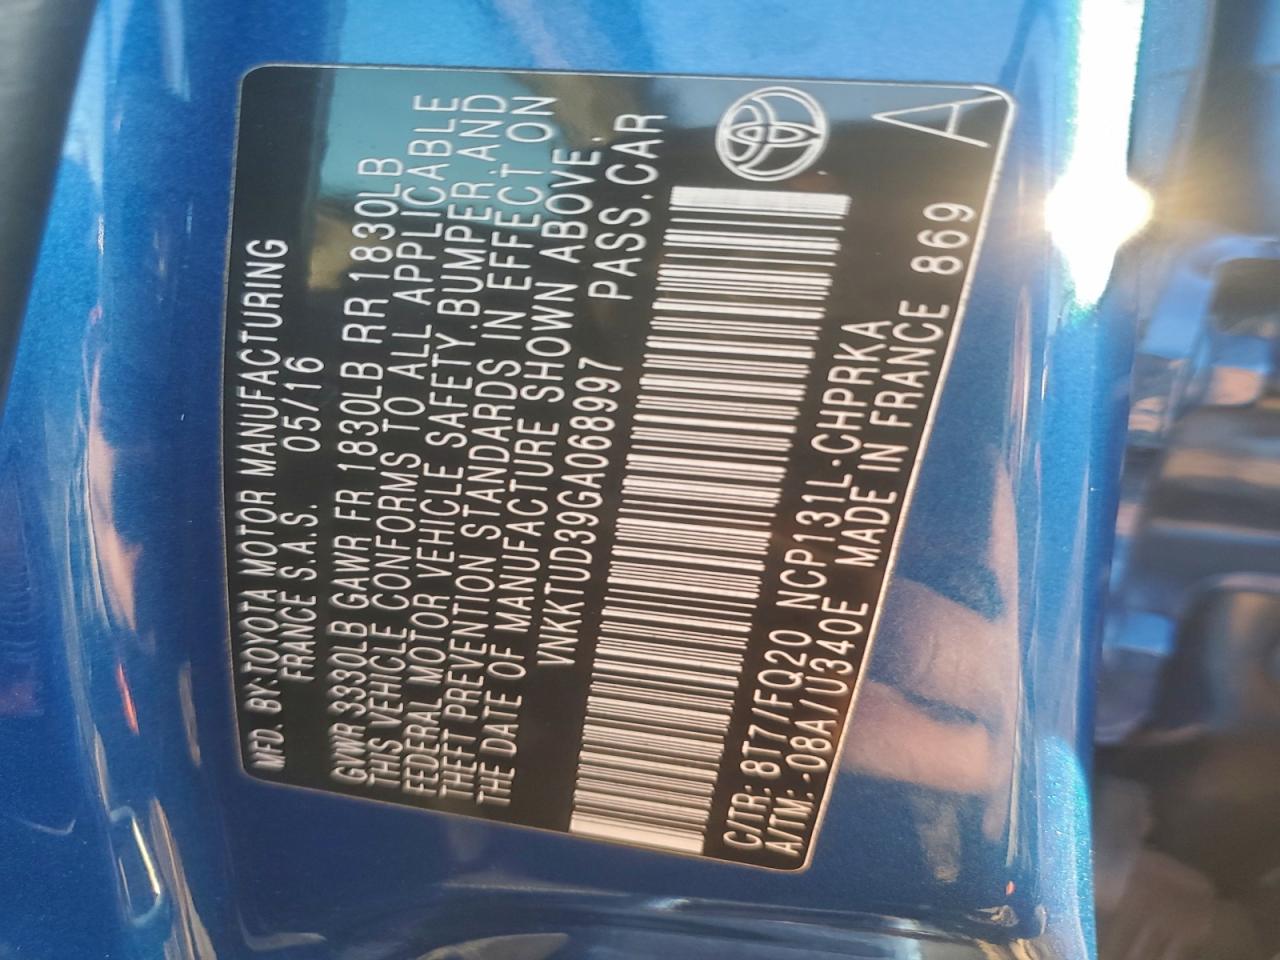 MFD. BY:TOYOTA MOTOR MANUFACTURING
FRANCE S.A.S. 05/16
GVWR 3330LB GAWR FR 1830LB RR 1830LB
THIS VEHICLE CONFORMS TO ALL APPLICABLE
FEDERAL MOTOR VEHICLE SAFETY.BUMPER.AND
THEFT PREVENTION STANDARDS IN EFFECT ON
THE DATE OF MANUFACTURE SHOWN ABOVE.
VNKKTUD39GA068997 PASS.CAR
C/TR: 8T7/FQ20 NCP131L-CHPRKA
A/TM: -08A/U340E MADE IN FRANCE 869
A